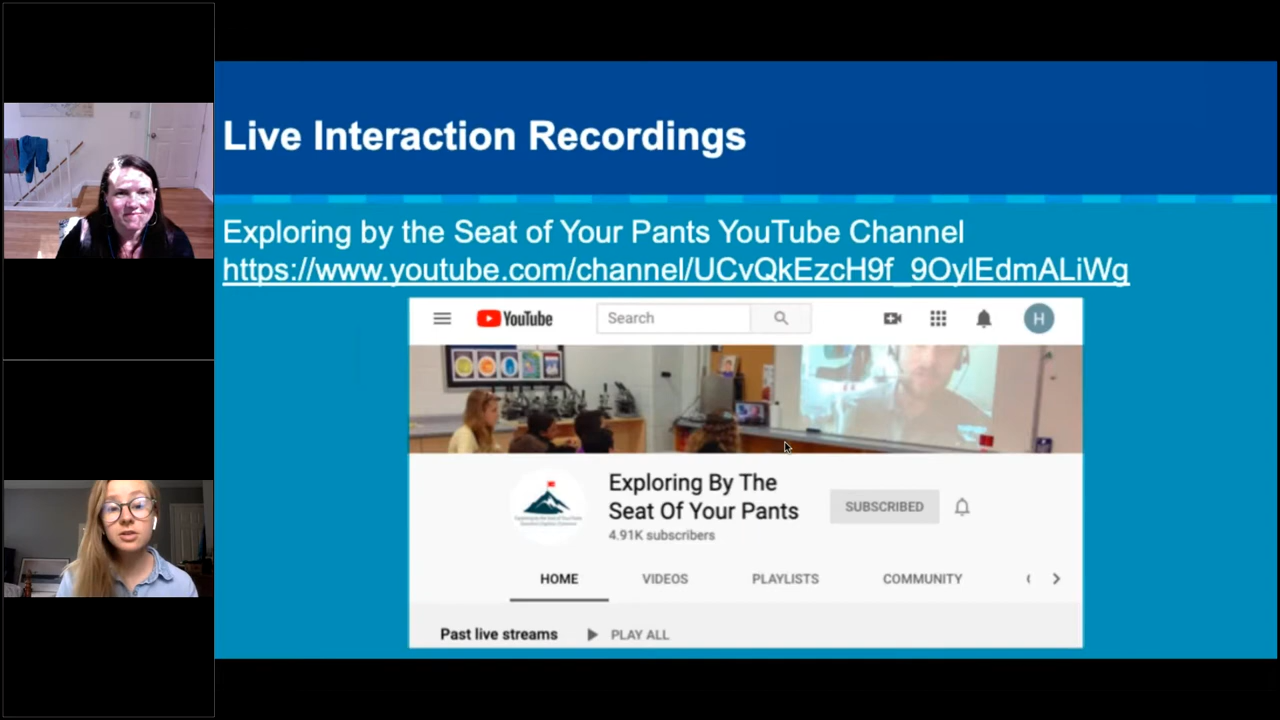 Live Interaction Recordings
Exploring by the Seat of Your Pants YouTube Channel
https://www.youtube.com/channel/UCvQkEzcH9f_9OylEdmALiWg
YouTube
Search
H
Exploring By The
Seat Of Your Pants
4.91K subscribers
SUBSCRIBED
HOME VIDEOS PLAYLISTS COMMUNITY
Past live streams PLAY ALL